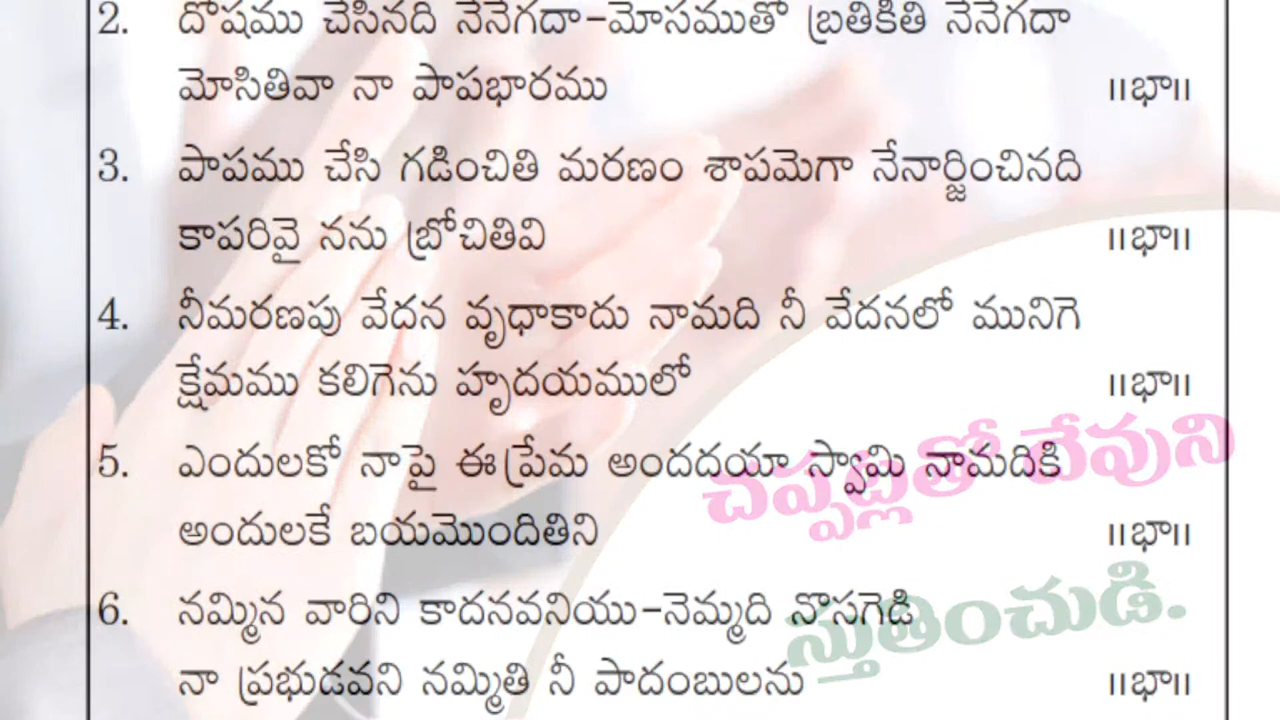 2. దోషము చేసినది నేనేగదా-మోసముతో బ్రతికితి నేనేగదా
మోసితివా నా పాపభారము ॥భా॥
3. పాపము చేసి గడించితి మరణం శాపమెగా నేనార్జించినది
కాపరివై నను బ్రోచితివి ॥భా॥
4. నీమరణపు వేదన వృధాకాదు నామది నీ వేదనలో మునిగె
క్షేమము కలిగెను హృదయములో ॥భా॥
5. ఎందులకో నాపై ఈ ప్రేమ అందదయా స్వామి నామదికి
చప్పట్లతో దేవుని
అందులకే బయమొందితిని ॥భా॥
6. నమ్మిన వారిని కాదనవనియు-నెమ్మది నొసగెడి
స్తుతించుడి.
నా ప్రభుడవని నమ్మితి నీ పాదంబులను ॥భా॥